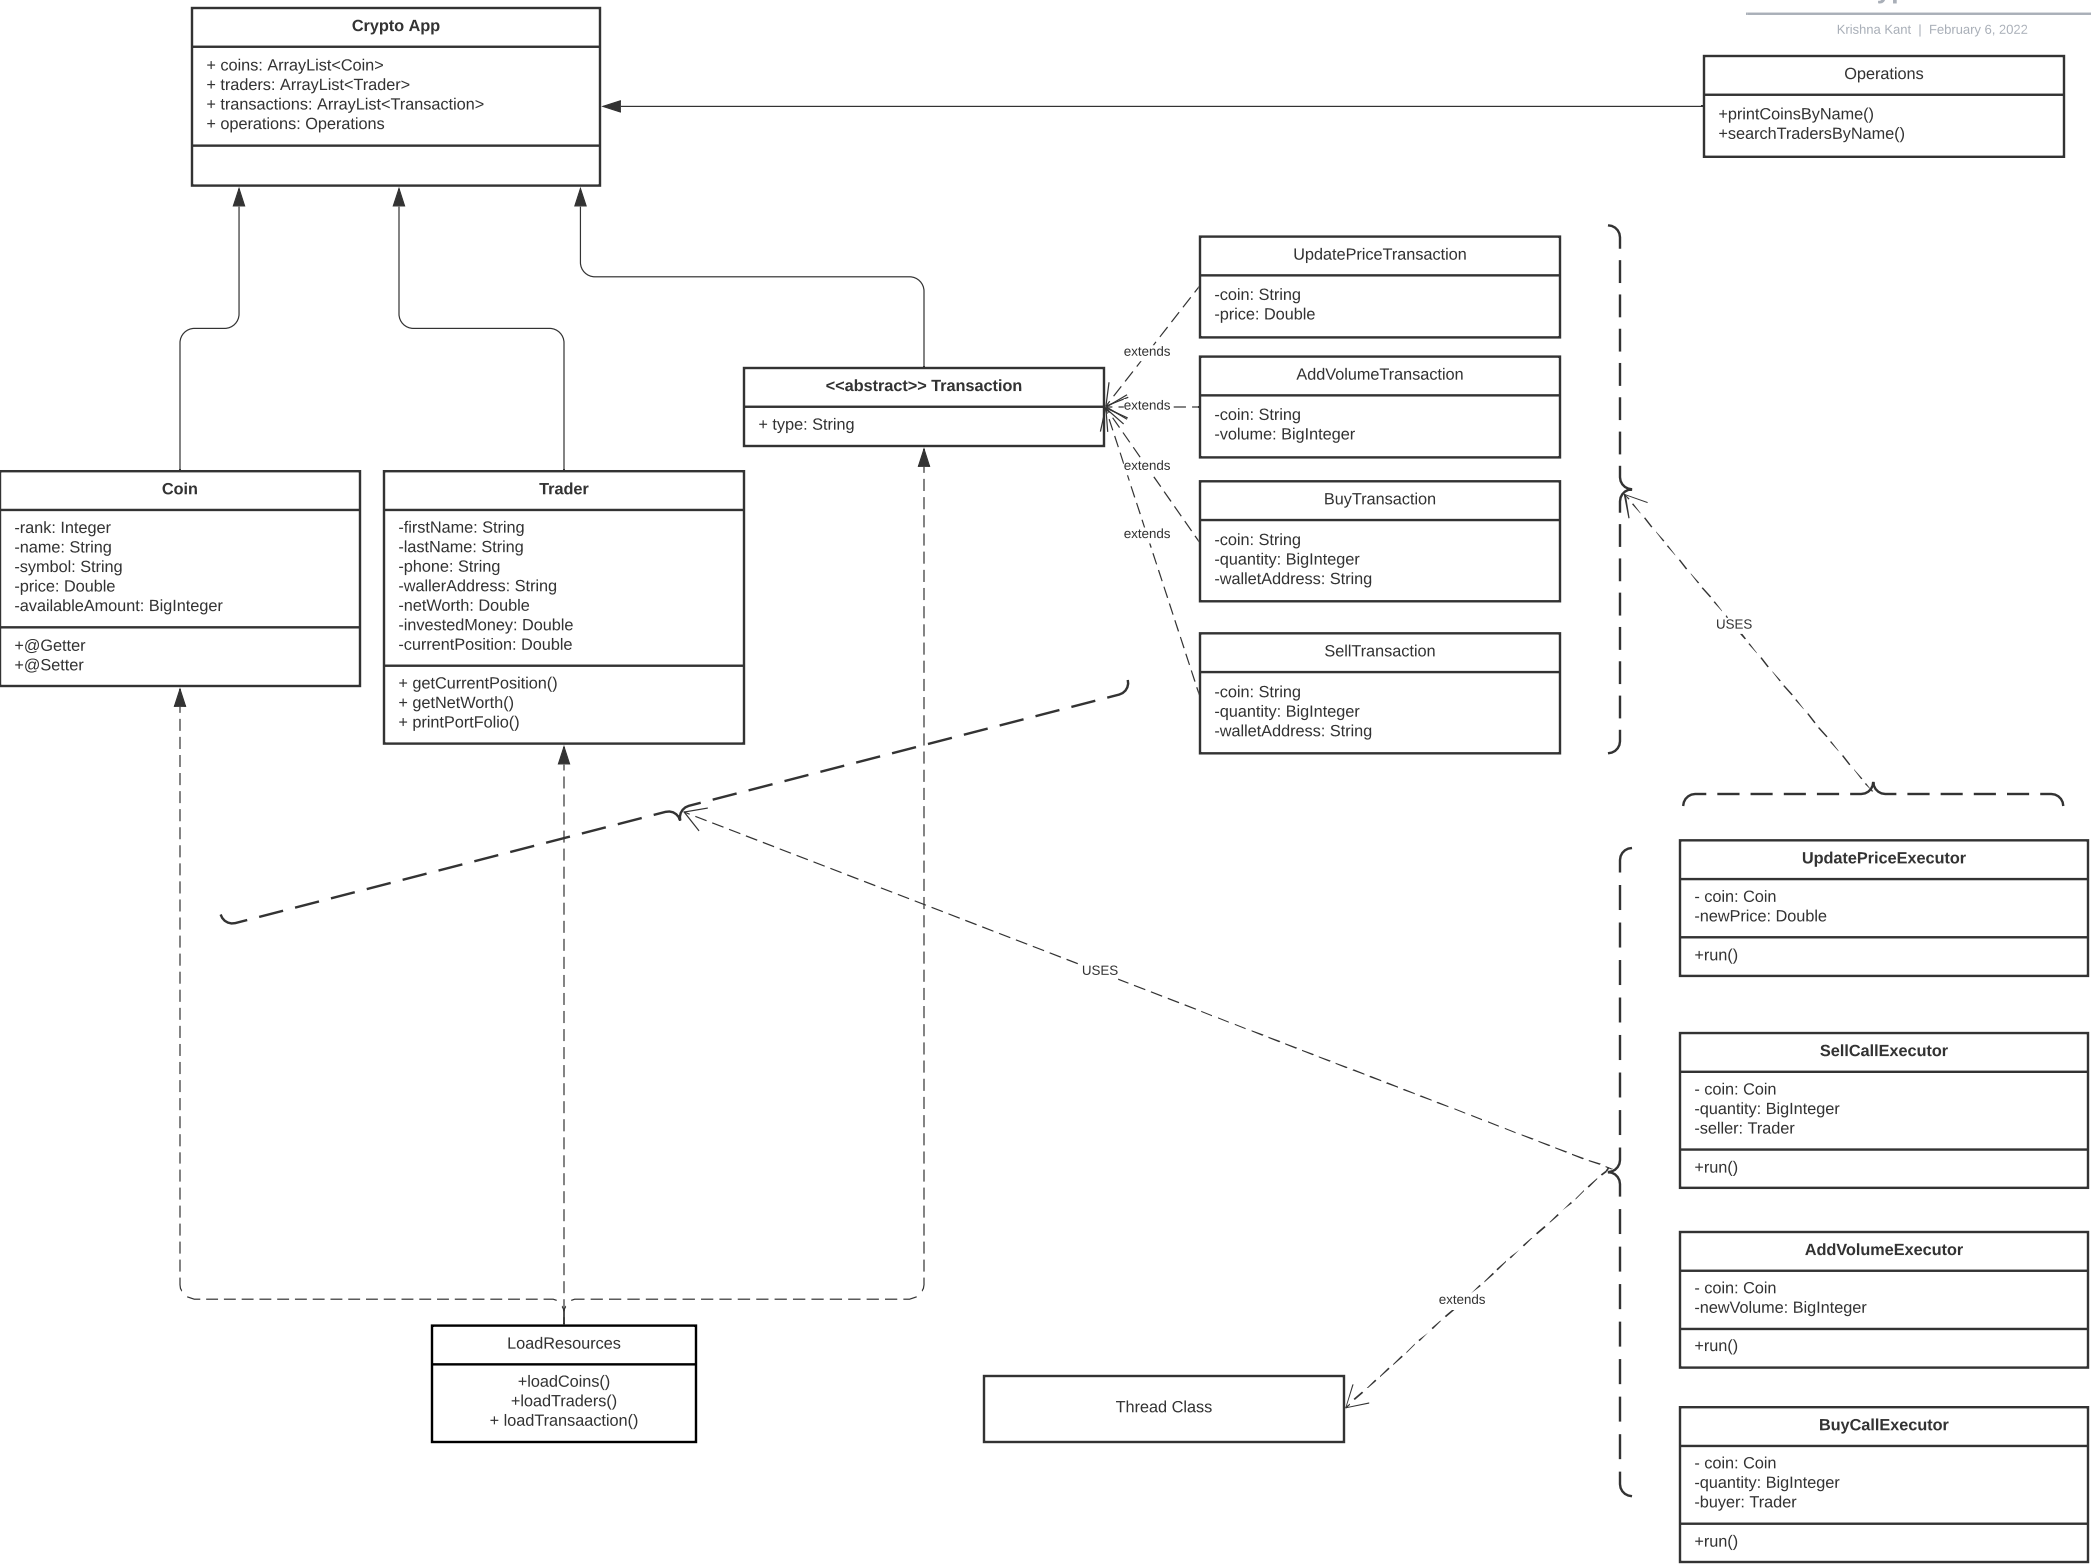 Krishna Kant | February 6, 2022
Crypto App
+ coins: ArrayList<Coin>
+ traders: ArrayList<Trader>
+ transactions: ArrayList<Transaction>
+ operations: Operations
Operations
+printCoinsByName()
+searchTradersByName()
UpdatePriceTransaction
-coin: String
-price: Double
extends
AddVolumeTransaction
-coin: String
-volume: BigInteger
extends
<<abstract>> Transaction
+ type: String
extends
BuyTransaction
-coin: String
-quantity: BigInteger
-walletAddress: String
extends
SellTransaction
-coin: String
-quantity: BigInteger
-walletAddress: String
USES
Coin
-rank: Integer
-name: String
-symbol: String
-price: Double
-availableAmount: BigInteger
+@Getter
+@Setter
Trader
-firstName: String
-lastName: String
-phone: String
-wallerAddress: String
-netWorth: Double
-investedMoney: Double
-currentPosition: Double
+ getCurrentPosition()
+ getNetWorth()
+ printPortFolio()
UpdatePriceExecutor
- coin: Coin
-newPrice: Double
+run()
USES
SellCallExecutor
- coin: Coin
-quantity: BigInteger
-seller: Trader
+run()
AddVolumeExecutor
- coin: Coin
-newVolume: BigInteger
+run()
extends
LoadResources
+loadCoins()
+loadTraders()
+ loadTransaaction()
Thread Class
BuyCallExecutor
- coin: Coin
-quantity: BigInteger
-buyer: Trader
+run()